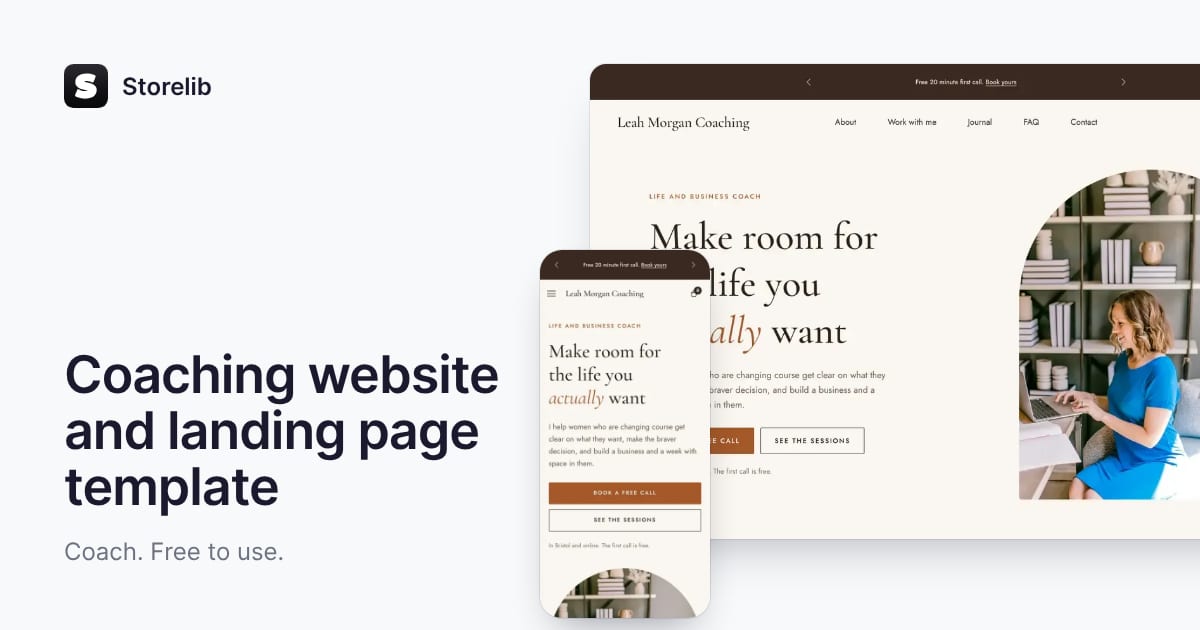 Storelib
Coaching website
and landing page
template
Coach. Free to use.
Free 20 minute first call. Book yours
Leah Morgan Coaching
About
Work with me
Journal
FAQ
Contact
LIFE AND BUSINESS COACH
Make room for
life you
ally want
ho are changing course get clear on what they
braver decision, and build a business and a
in them.
E CALL
SEE THE SESSIONS
The first call is free.
Free 20 minute first call. Book yours
Leah Morgan Coaching
LIFE AND BUSINESS COACH
Make room for
the life you
actually want
I help women who are changing course get
clear on what they want, make the braver
decision, and build a business and a week with
space in them.
BOOK A FREE CALL
SEE THE SESSIONS
In Bristol and online. The first call is free.